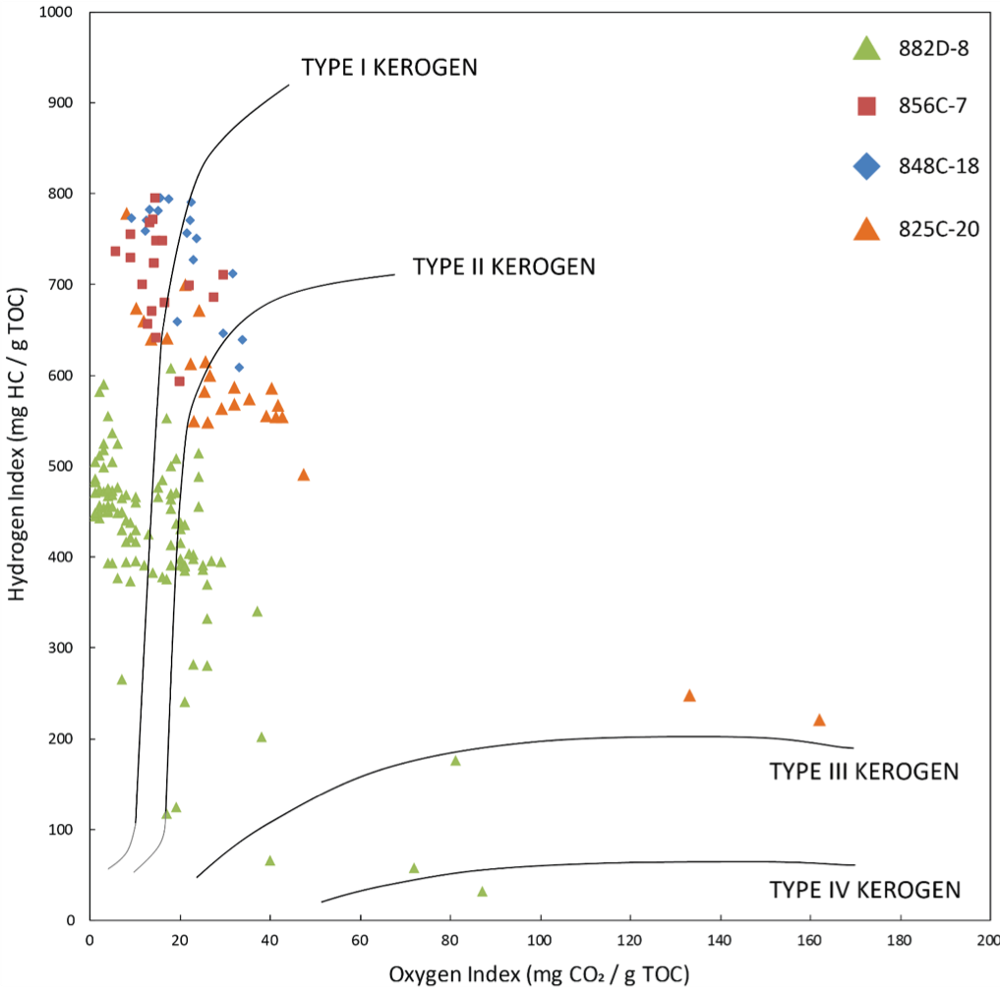 1000
900
800
700
600
500
400
300
200
100
0
Hydrogen Index (mg HC / g TOC)
TYPE I KEROGEN
TYPE II KEROGEN
TYPE III KEROGEN
TYPE IV KEROGEN
882D-8
856C-7
848C-18
825C-20
0 20 40 60 80 100 120 140 160 180 200
Oxygen Index (mg CO₂ / g TOC)